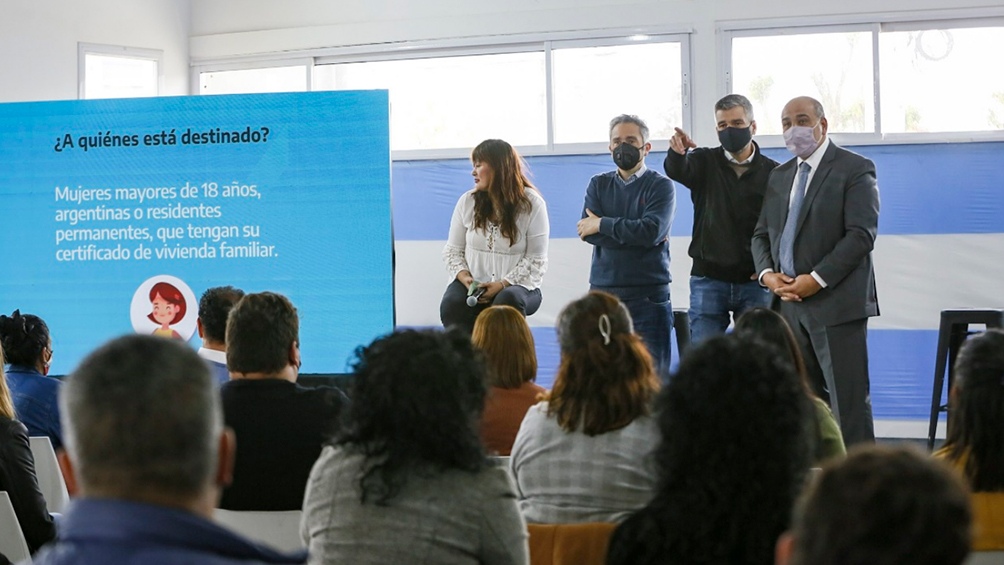 ¿A quiénes está destinado?
Mujeres mayores de 18 años,
argentinas o residentes
permanentes, que tengan su
certificado de vivienda familiar.